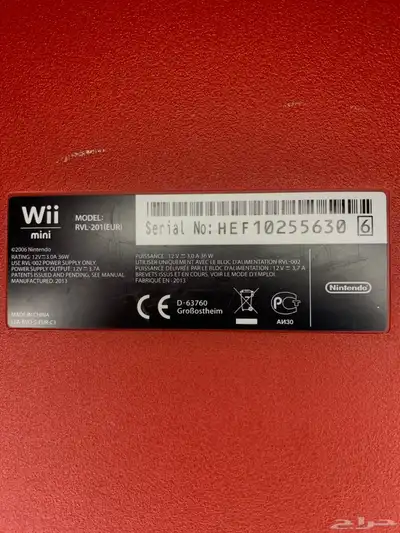 Wii
mini
MODEL:
RVL-201(EUR)
Serial No: HEF10255630 6
©2006 Nintendo
RATING 12V⎓3.0A 36W
USE RVL-002 POWER SUPPLY ONLY.
POWER SUPPLY OUTPUT: 12V⎓3.7A
PATENTS ISSUED AND PENDING, SEE MANUAL
MANUFACTURED: 2013
PUISSANCE: 12 V⎓3.0 A 36 W
UTILISER UNIQUEMENT AVEC LE BLOC D'ALIMENTATION RVL-002
PUISSANCE DÉLIVRÉE PAR LE BLOC D'ALIMENTATION: 12 V⎓3,7 A
BREVETS ISSUS ET EN COURS. VOIR LE MODE D'EMPLOI.
FABRIQUÉ EN - 2013
MADE IN CHINA
CE
D-63760
Großostheim
АИ30
Nintendo
حراج